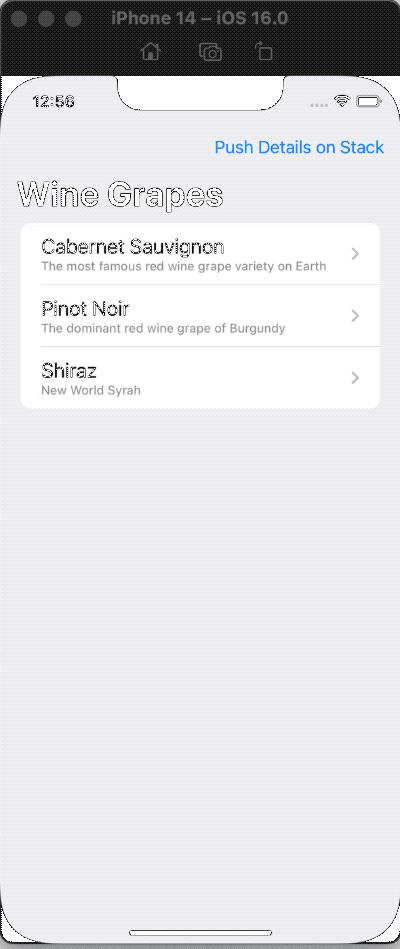 iPhone 14 – iOS 16.0
12:56
Push Details on Stack
Wine Grapes
Cabernet Sauvignon
The most famous red wine grape variety on Earth
Pinot Noir
The dominant red wine grape of Burgundy
Shiraz
New World Syrah